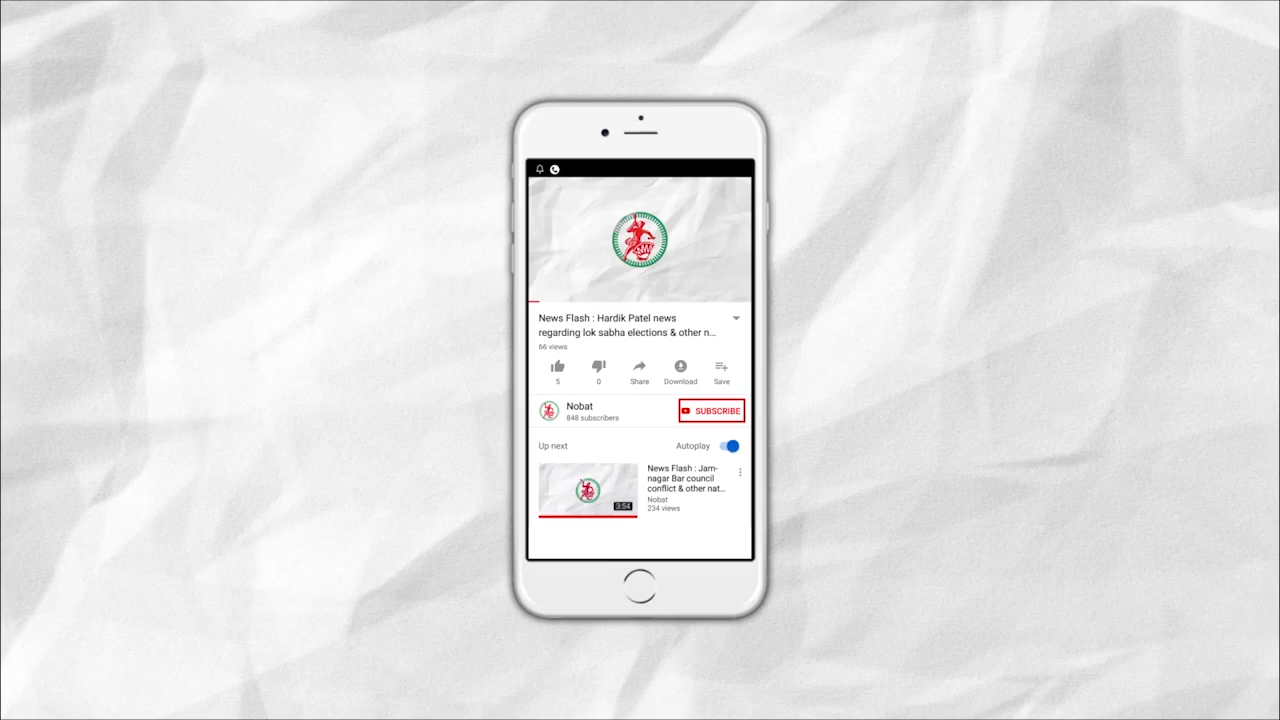 News Flash : Hardik Patel news
regarding lok sabha elections & other n...
66 views
5
0
Share
Download
Save
Nobat
848 subscribers
SUBSCRIBE
Up next
Autoplay
3:54
News Flash : Jam-
nagar Bar council
conflict & other nat...
Nobat
234 views